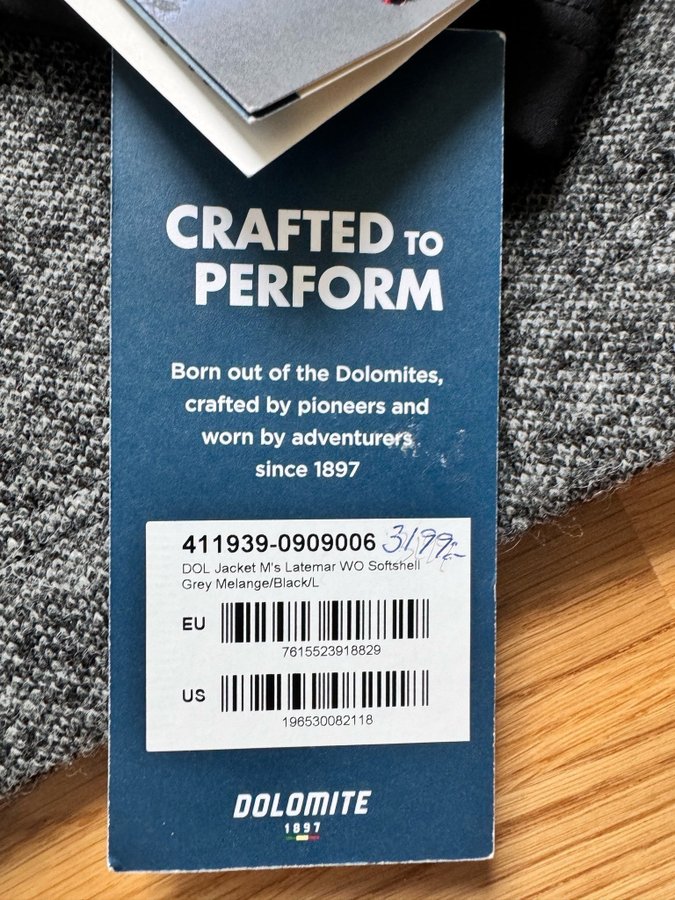 CRAFTED TO
PERFORM
Born out of the Dolomites,
crafted by pioneers and
worn by adventurers
since 1897
411939-0909006 3199:-
DOL Jacket M's Latemar WO Softshell
Grey Melange/Black/L
EU
7615523918829
US
196530082118
DOLOMITE
1897